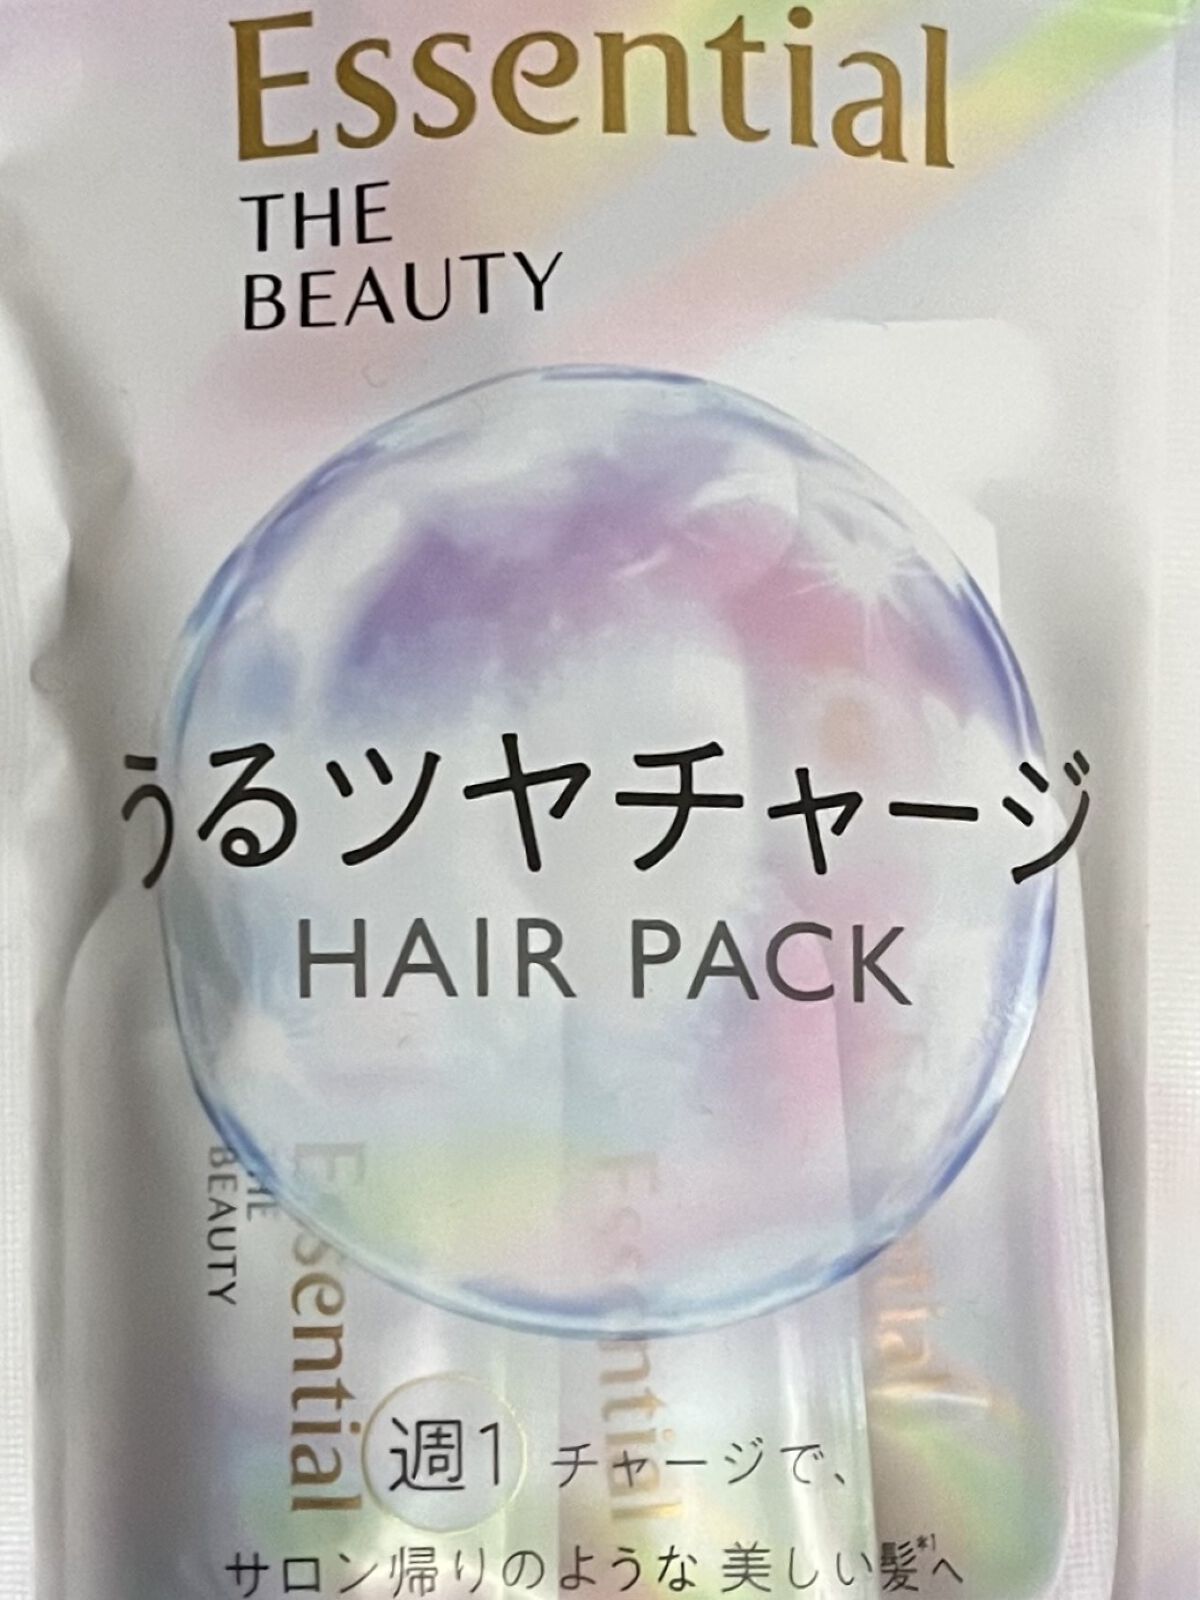 Essential
THE
BEAUTY
うるツヤチャージ
HAIR PACK
THE
BEAUTY
Essential
Essential
週1 チャージで、
サロン帰りのような 美しい髪*1へ